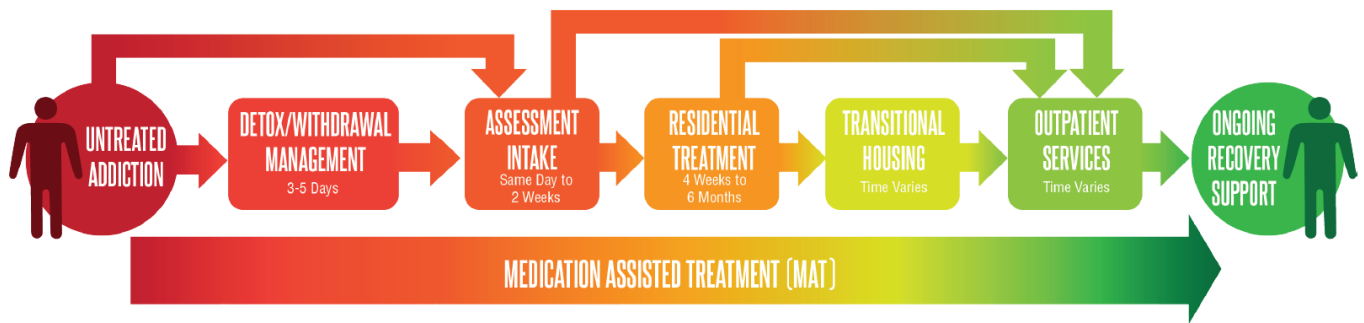 UNTREATED
ADDICTION
DETOX/WITHDRAWAL
MANAGEMENT
3-5 Days
ASSESSMENT
INTAKE
Same Day to
2 Weeks
RESIDENTIAL
TREATMENT
4 Weeks to
6 Months
TRANSITIONAL
HOUSING
Time Varies
OUTPATIENT
SERVICES
Time Varies
ONGOING
RECOVERY
SUPPORT
MEDICATION ASSISTED TREATMENT (MAT)